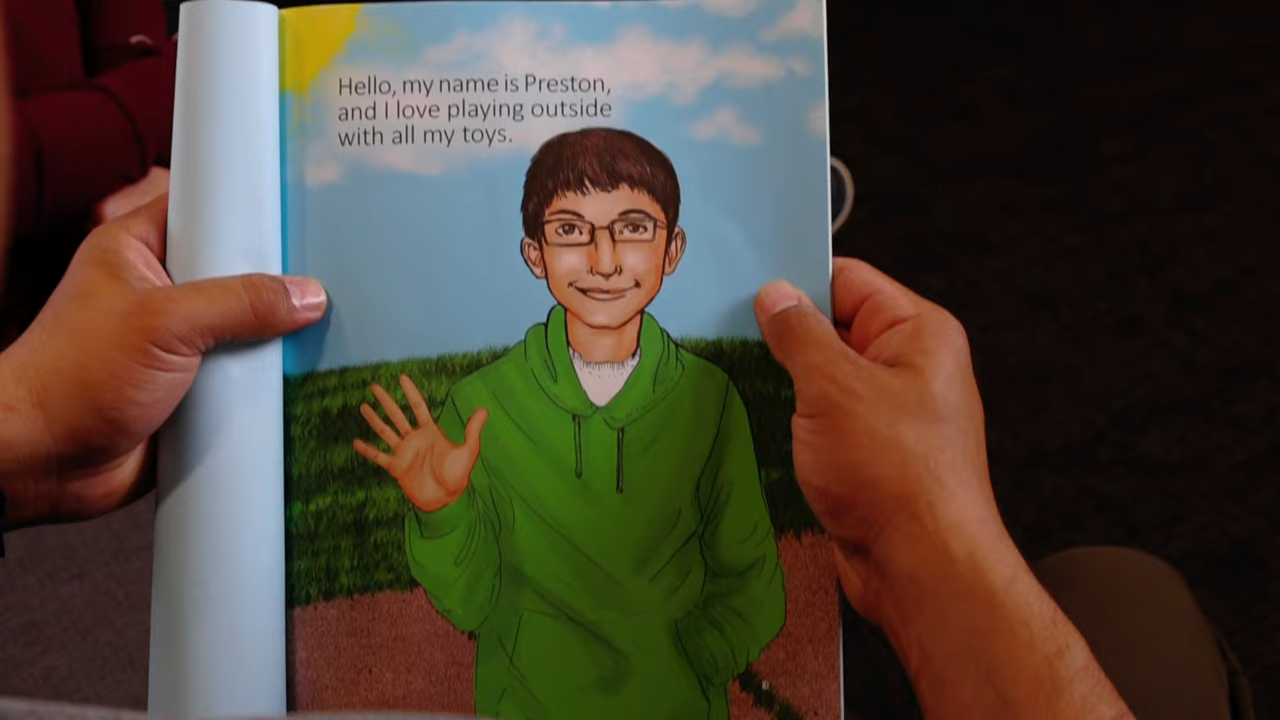 Hello, my name is Preston,
and I love playing outside
with all my toys.